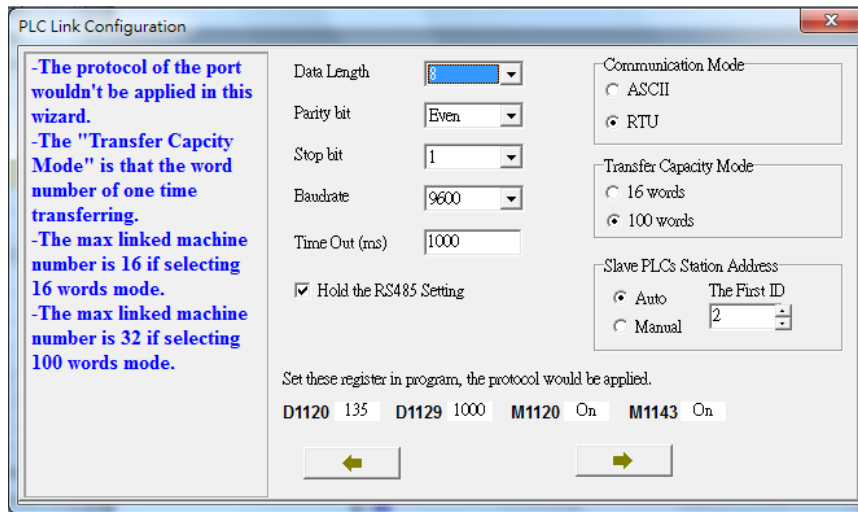 PLC Link Configuration
-The protocol of the port
wouldn't be applied in this
wizard.
-The "Transfer Capcity
Mode" is that the word
number of one time
transferring.
-The max linked machine
number is 16 if selecting
16 words mode.
-The max linked machine
number is 32 if selecting
100 words mode.
Data Length 8
Parity bit Even
Stop bit 1
Baudrate 9600
Time Out (ms) 1000
Hold the RS485 Setting
Communication Mode
ASCII
RTU
Transfer Capacity Mode
16 words
100 words
Slave PLCs Station Address
Auto The First ID
Manual 2
Set these register in program, the protocol would be applied.
D1120 135 D1129 1000 M1120 On M1143 On